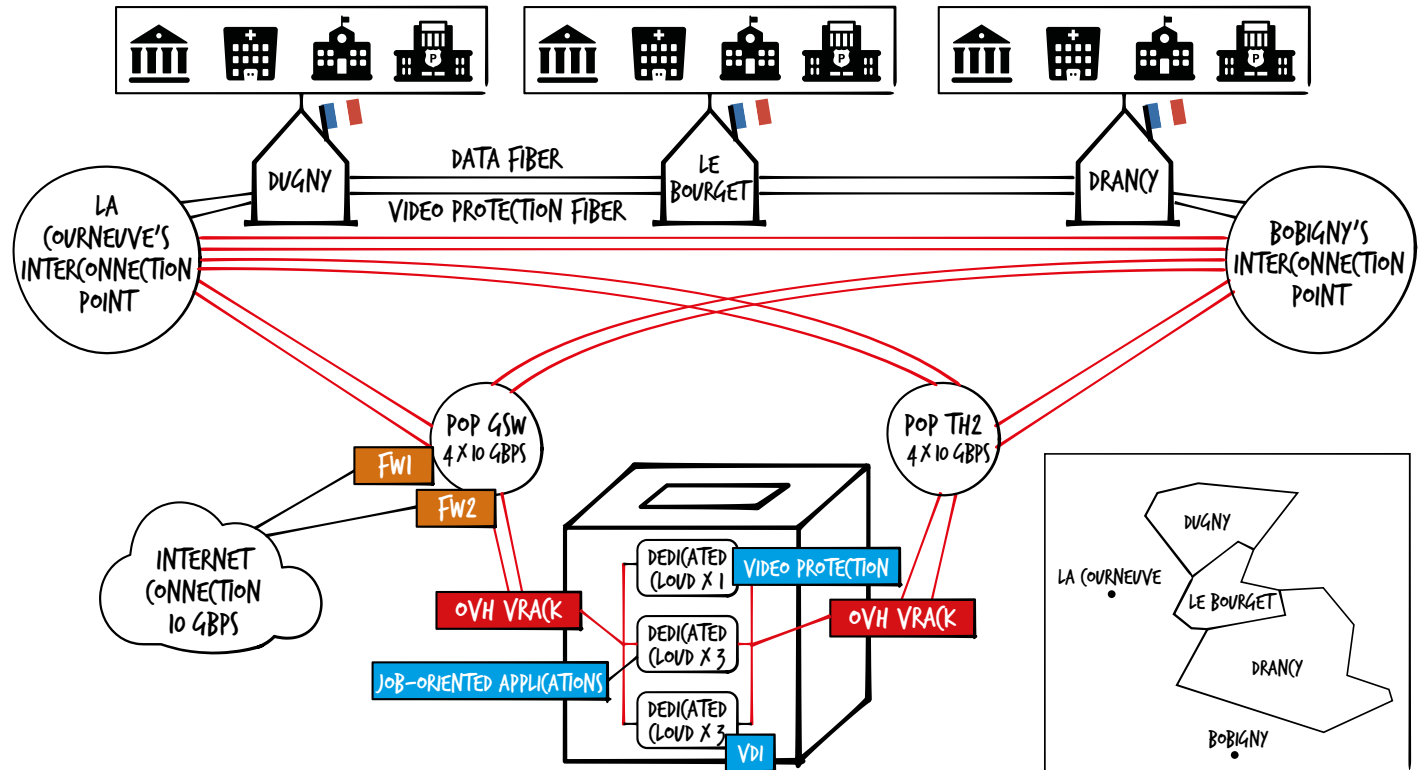 P
P
P
DUGNY
DATA FIBER
VIDEO PROTECTION FIBER
LE
BOURGET
DRANCY
LA
COURNEUVE'S
INTERCONNECTION
POINT
BOBIGNY'S
INTERCONNECTION
POINT
POP GSW
4 X 10 GBPS
POP TH2
4 X 10 GBPS
FW1
FW2
INTERNET
CONNECTION
10 GBPS
DEDICATED
CLOUD X 1
VIDEO PROTECTION
OVH VRACK
OVH VRACK
DEDICATED
CLOUD X 3
JOB-ORIENTED APPLICATIONS
DEDICATED
CLOUD X 3
VDI
DUGNY
LA COURNEUVE
LE BOURGET
DRANCY
BOBIGNY